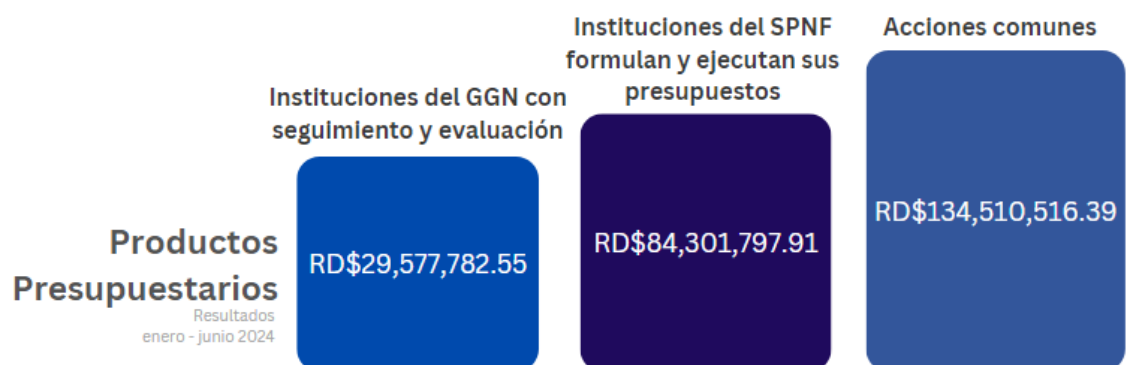 Productos
Presupuestarios
Resultados
enero - junio 2024
Instituciones del GGN con
seguimiento y evaluación
RD$29,577,782.55
Instituciones del SPNF
formulan y ejecutan sus
presupuestos
RD$84,301,797.91
Acciones comunes
RD$134,510,516.39